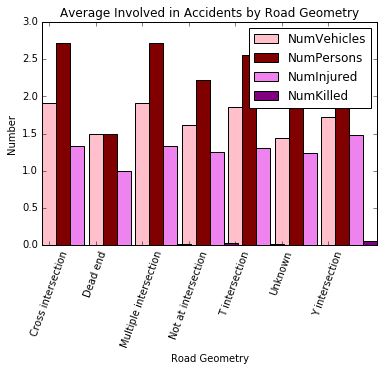 Average Involved in Accidents by Road Geometry
NumVehicles
NumPersons
NumInjured
NumKilled
Number
3.0
2.5
2.0
1.5
1.0
0.5
0.0
Cross intersection
Dead end
Multiple intersection
Not at intersection
T intersection
Unknown
Y intersection
Road Geometry